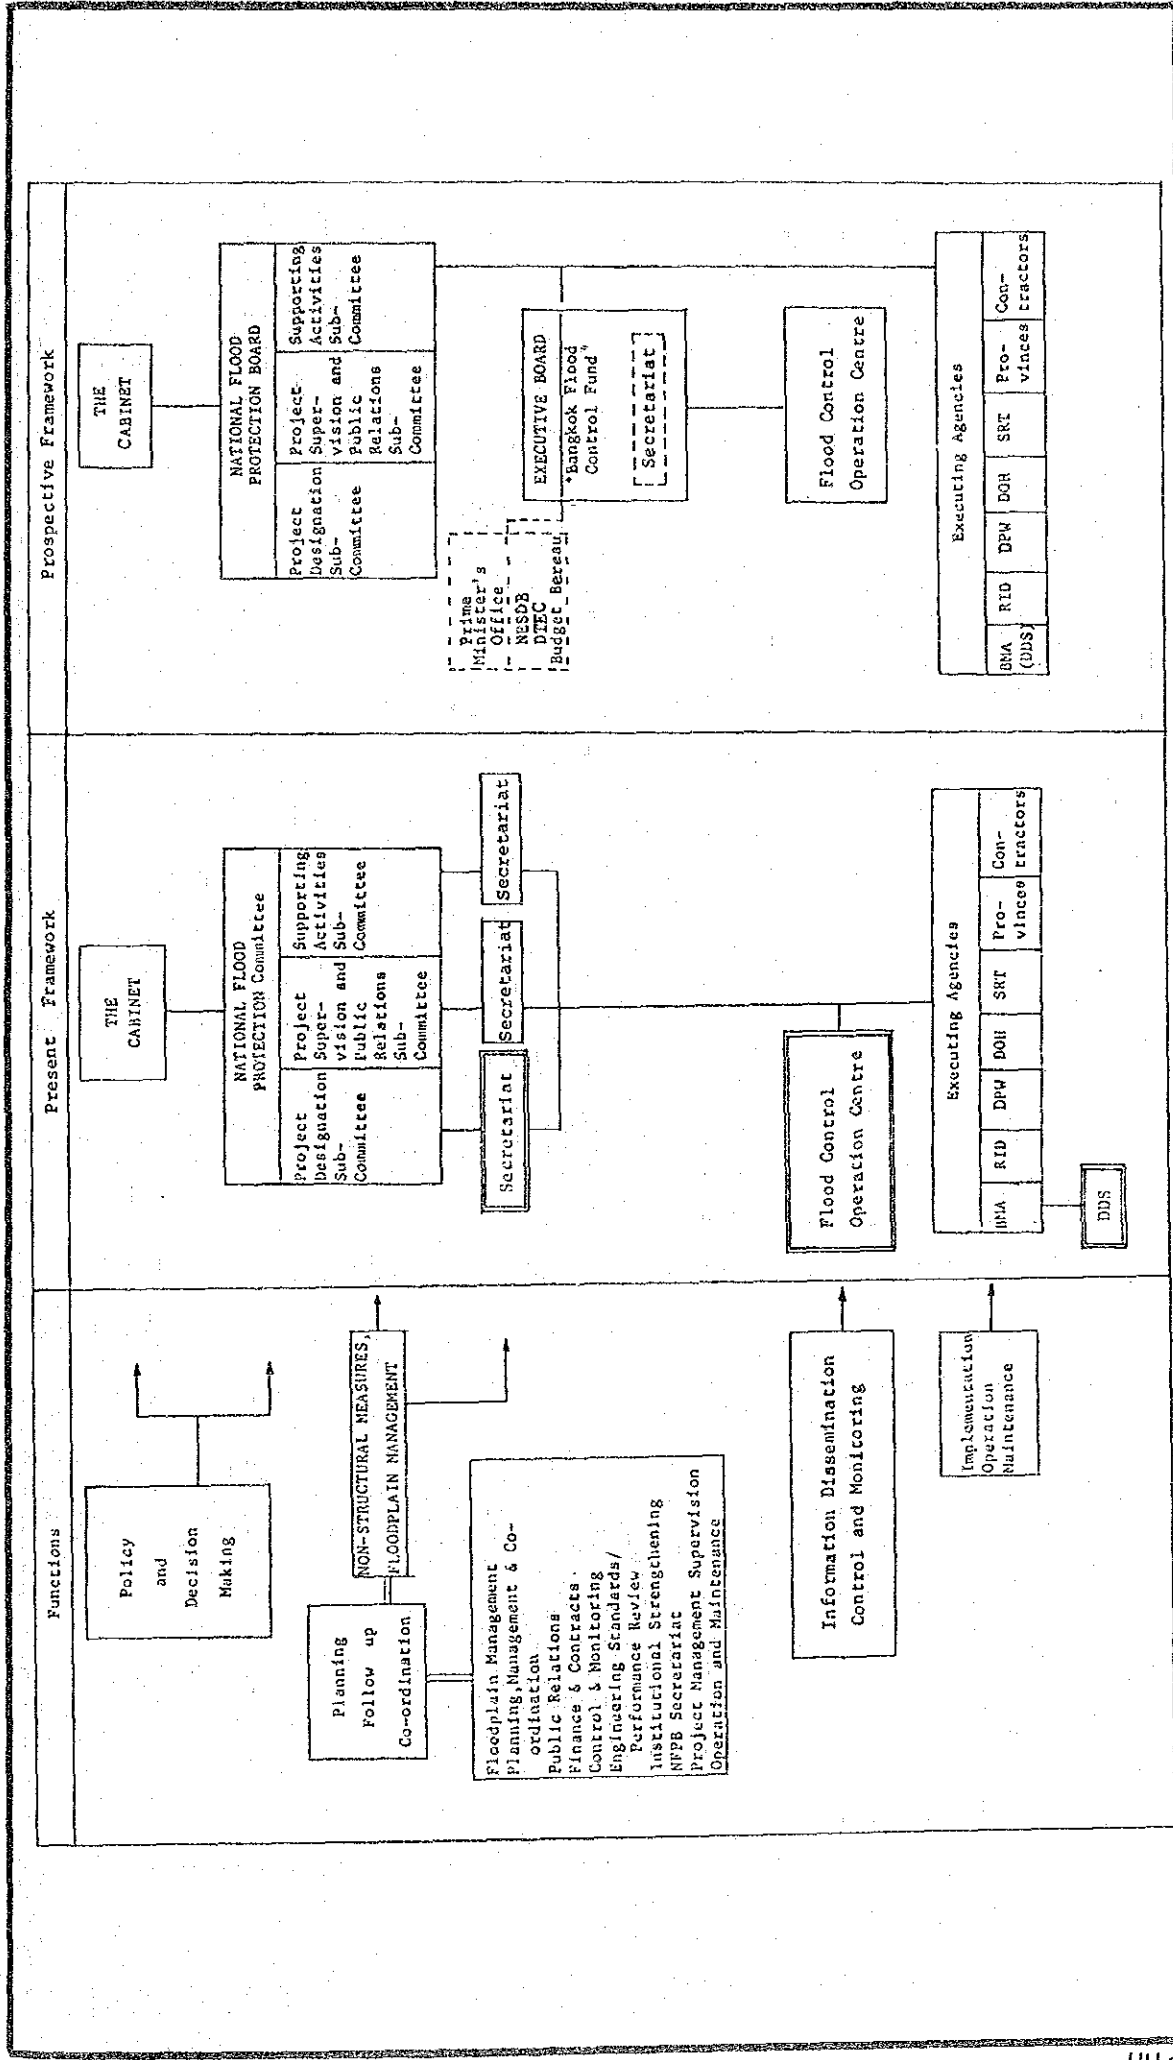 Functions
Present Framework
Prospective Framework
Policy
and
Decision
Making
Planning
Follow up
Co-ordination
NON-STRUCTURAL MEASURES,
FLOODPLAIN MANAGEMENT
Floodplain Management
Planning,Management & Co-
ordination
Public Relations
Finance & Contracts.
Control & Monitoring
Engineering Standards/
Performance Review
Institutional Strengthening
NFPB Secretariat
Project Management Supervision
Operation and Maintenance
Information Dissemination
Control and Monitoring
Implementation
Operation
Maintenance
THE
CABINET
NATIONAL FLOOD
PROTECTION Committee
Project
Designation
Sub-
Committee
Project
Super-
vision and
Public
Relations
Sub-
Committee
Supporting
Activities
Sub-
Committee
Secretariat
Secretariat
Secretariat
Flood Control
Operation Centre
Executing Agencies
BMA
RID
DPW
DOH
SRT
Pro-
vinces
Con-
tractors
DDS
THE
CABINET
NATIONAL FLOOD
PROTECTION BOARD
Project
Designation
Sub-
Committee
Project
Super-
vision and
Public
Relations
Sub-
Committee
Supporting
Activities
Sub-
Committee
Prime
Minister's
Office
NESDB
DTEC
Budget Bereau
EXECUTIVE BOARD
"Bangkok Flood
Control Fund"
Secretariat
Flood Control
Operation Centre
Executing Agencies
BMA
(DDS)
RID
DPW
DOH
SRT
Pro-
vinces
Con-
tractors